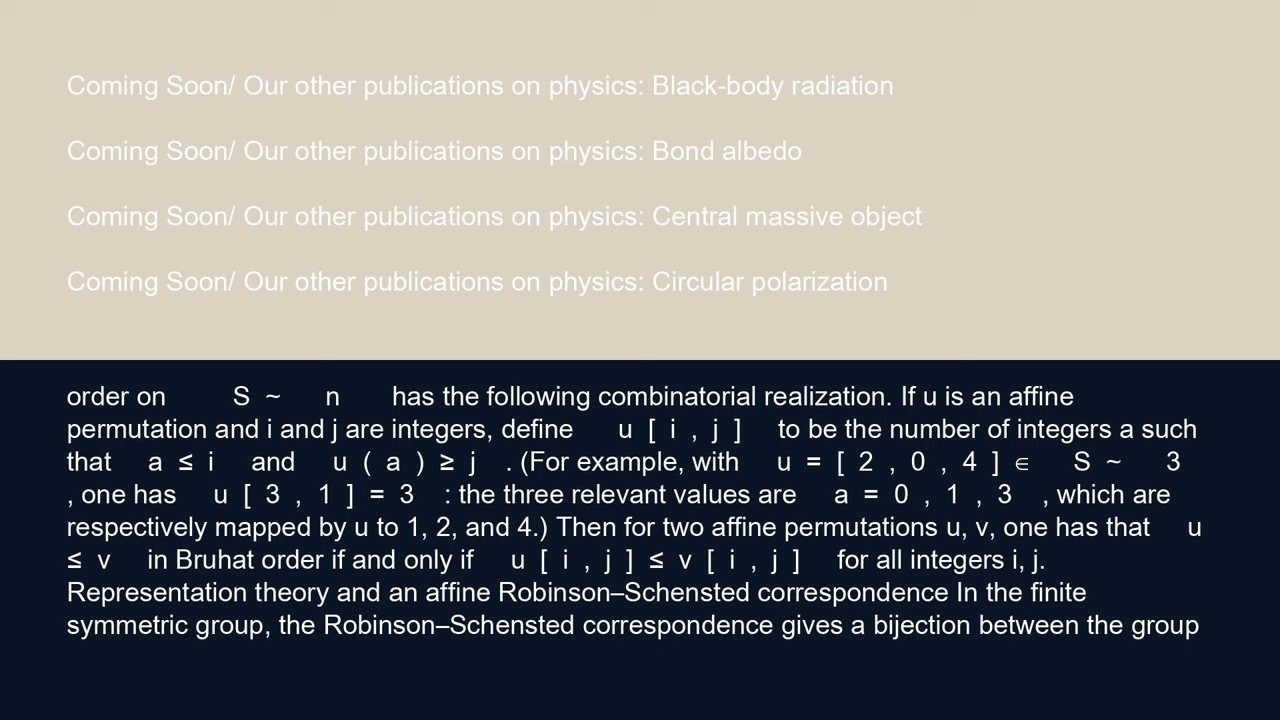 Coming Soon/ Our other publications on physics: Black-body radiation
Coming Soon/ Our other publications on physics: Bond albedo
Coming Soon/ Our other publications on physics: Central massive object
Coming Soon/ Our other publications on physics: Circular polarization
order on S ~ n has the following combinatorial realization. If u is an affine
permutation and i and j are integers, define u [ i , j ] to be the number of integers a such
that a ≤ i and u ( a ) ≥ j . (For example, with u = [ 2 , 0 , 4 ] ∈ S ~ 3
, one has u [ 3 , 1 ] = 3 : the three relevant values are a = 0 , 1 , 3 , which are
respectively mapped by u to 1, 2, and 4.) Then for two affine permutations u, v, one has that u
≤ v in Bruhat order if and only if u [ i , j ] ≤ v [ i , j ] for all integers i, j.
Representation theory and an affine Robinson–Schensted correspondence In the finite
symmetric group, the Robinson–Schensted correspondence gives a bijection between the group